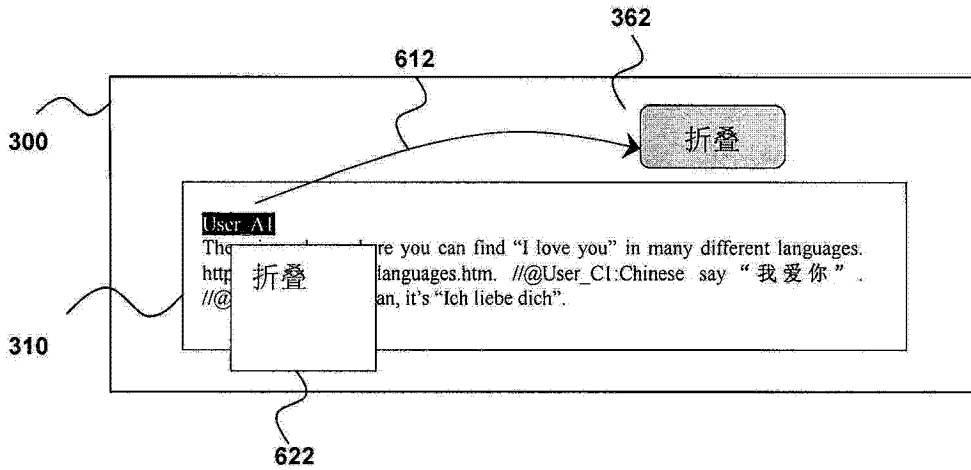 362
612
300
折叠
User_A1
The re you can find “I love you” in many different languages.
http languages.htm. //@User_C1:Chinese say “我爱你”.
//@ an, it's “Ich liebe dich”.
折叠
310
622